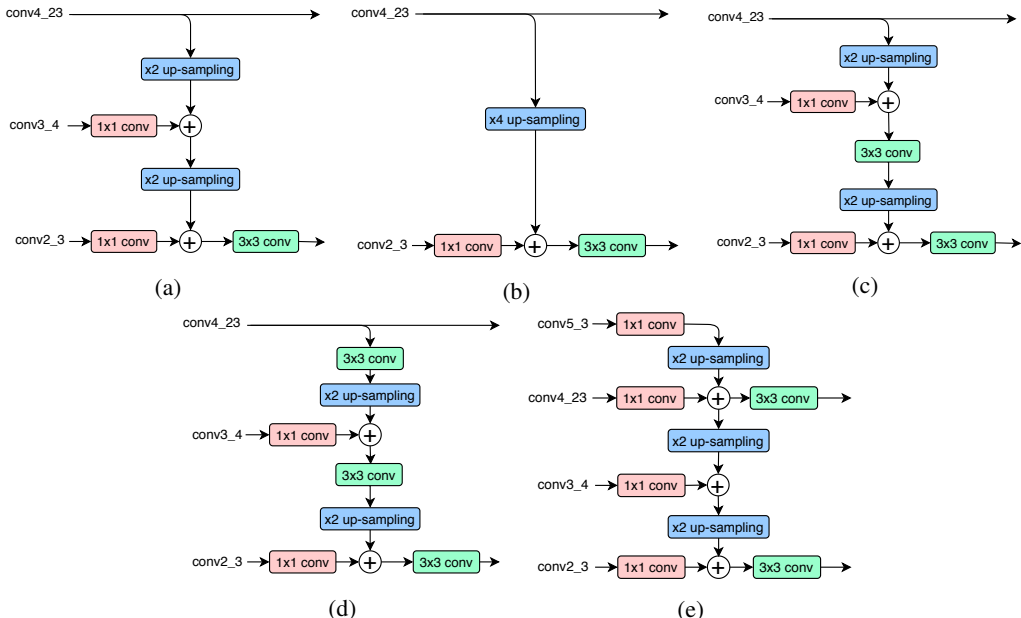 conv4_23
x2 up-sampling
conv3_4
1x1 conv
+
x2 up-sampling
conv2_3
1x1 conv
+
3x3 conv
(a)
conv4_23
x4 up-sampling
conv2_3
1x1 conv
+
3x3 conv
(b)
conv4_23
x2 up-sampling
conv3_4
1x1 conv
+
3x3 conv
x2 up-sampling
conv2_3
1x1 conv
+
3x3 conv
(c)
conv4_23
3x3 conv
x2 up-sampling
conv3_4
1x1 conv
+
3x3 conv
x2 up-sampling
conv2_3
1x1 conv
+
3x3 conv
(d)
conv5_3
1x1 conv
x2 up-sampling
conv4_23
1x1 conv
+
3x3 conv
x2 up-sampling
conv3_4
1x1 conv
+
x2 up-sampling
conv2_3
1x1 conv
+
3x3 conv
(e)